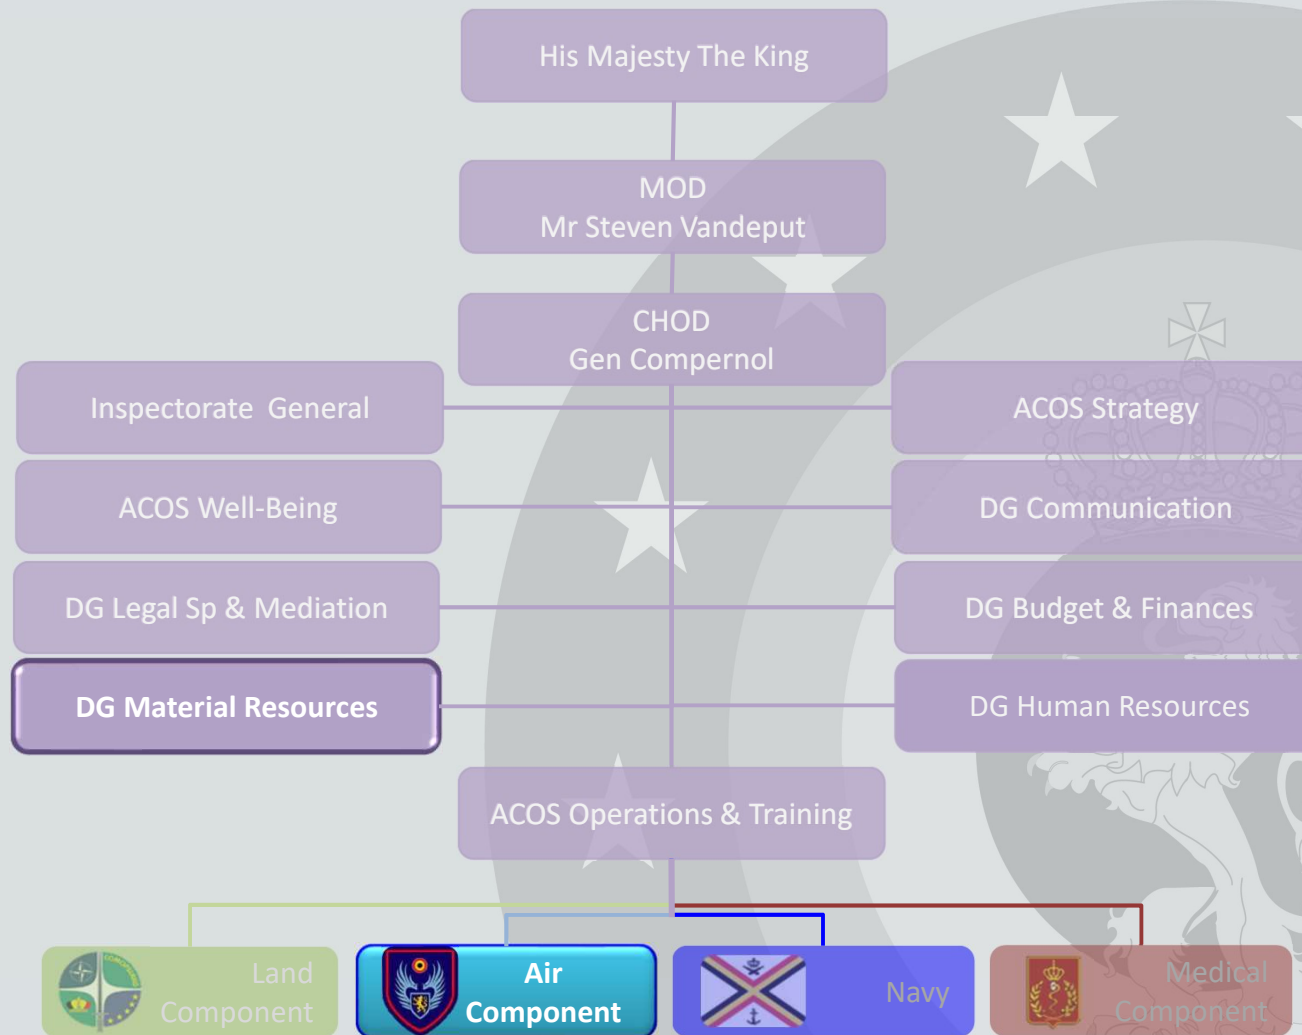 His Majesty The King
MOD
Mr Steven Vandeput
CHOD
Gen Compernol
Inspectorate General
ACOS Strategy
ACOS Well-Being
DG Communication
DG Legal Sp & Mediation
DG Budget & Finances
DG Material Resources
DG Human Resources
ACOS Operations & Training
Land
Component
Air
Component
Navy
Medical
Component